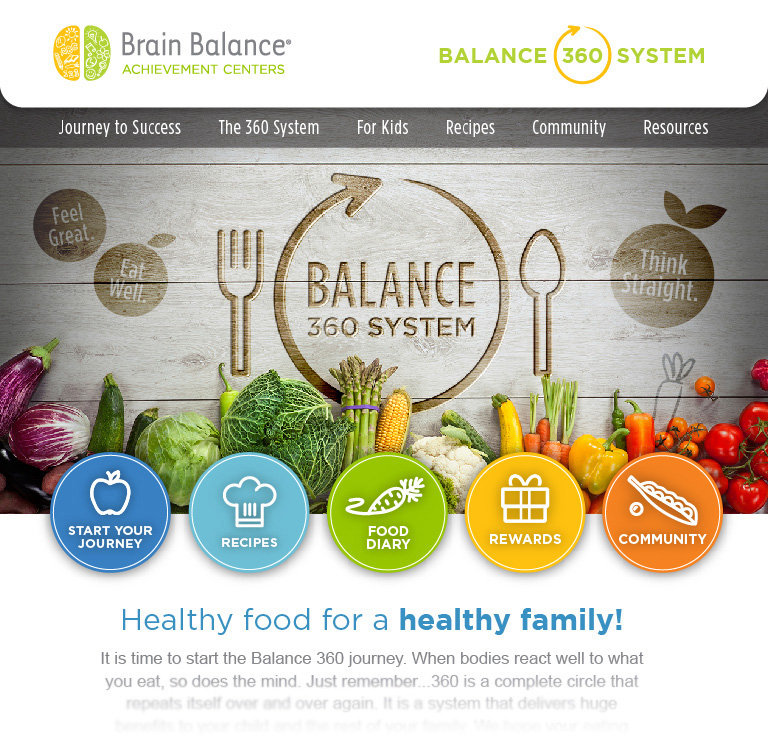 Brain Balance®
ACHIEVEMENT CENTERS
BALANCE 360 SYSTEM
Journey to Success The 360 System For Kids Recipes Community Resources
Feel
Great.
Eat
Well.
BALANCE
360 SYSTEM
Think
Straight.
START YOUR
JOURNEY
RECIPES
FOOD
DIARY
REWARDS
COMMUNITY
Healthy food for a healthy family!
It is time to start the Balance 360 journey. When bodies react well to what
you eat, so does the mind. Just remember...360 is a complete circle that
repeats itself over and over again. It is a system that delivers huge
benefits to your child and the rest of your family. We hope your eating